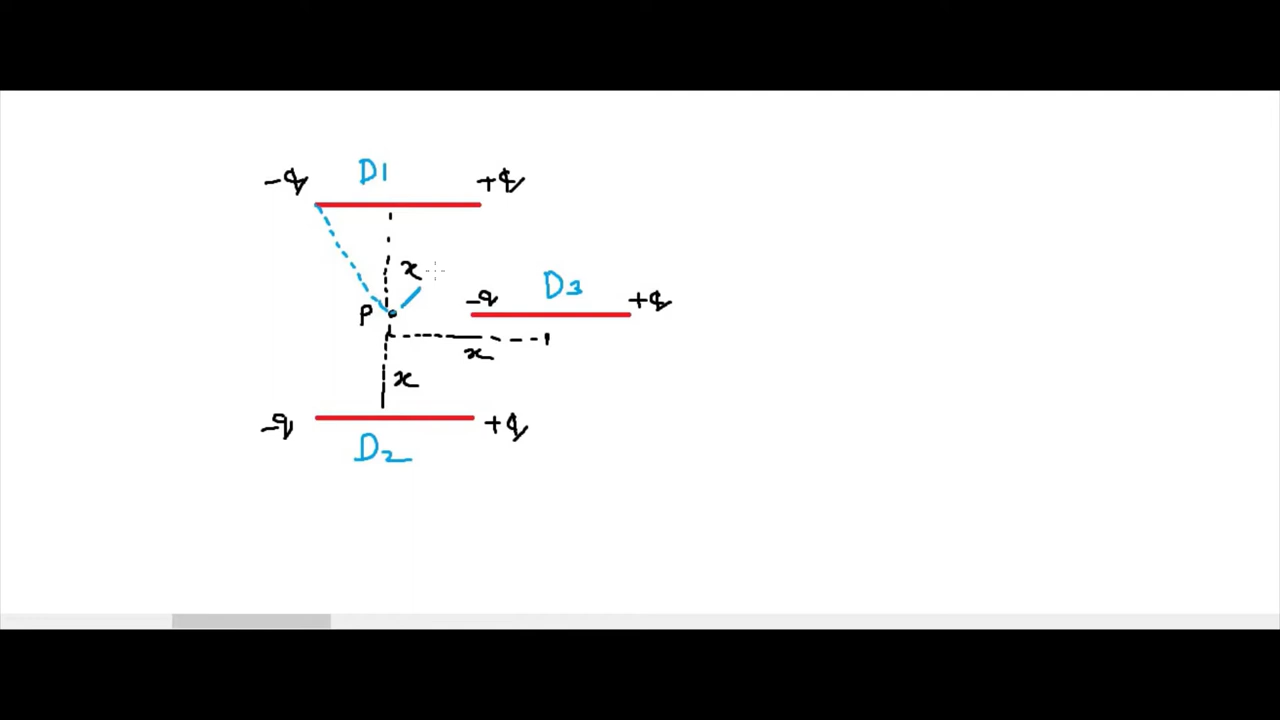 -q D1 +q
x
P -q D3 +q
x
x
-q +q
D2